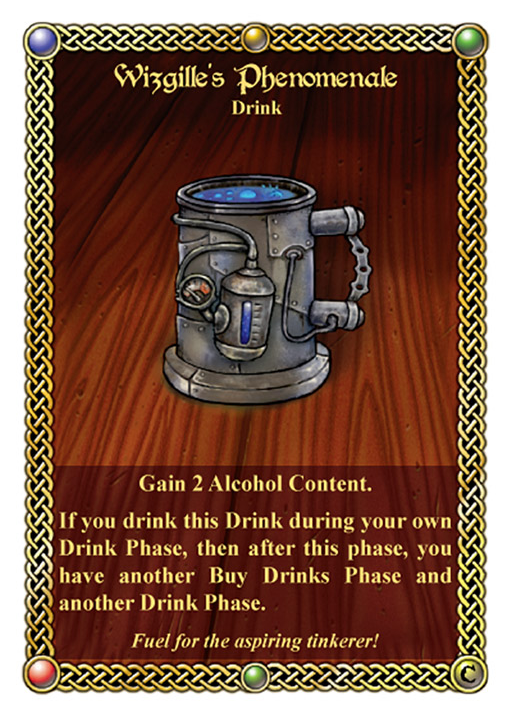 Wizgille's Phenomenale
Drink
Gain 2 Alcohol Content.
If you drink this Drink during your own
Drink Phase, then after this phase, you
have another Buy Drinks Phase and
another Drink Phase.
Fuel for the aspiring tinkerer!
C